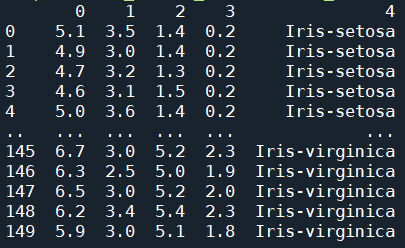 0 1 2 3 4
0 5.1 3.5 1.4 0.2 Iris-setosa
1 4.9 3.0 1.4 0.2 Iris-setosa
2 4.7 3.2 1.3 0.2 Iris-setosa
3 4.6 3.1 1.5 0.2 Iris-setosa
4 5.0 3.6 1.4 0.2 Iris-setosa
.. ... ... ... ... ...
145 6.7 3.0 5.2 2.3 Iris-virginica
146 6.3 2.5 5.0 1.9 Iris-virginica
147 6.5 3.0 5.2 2.0 Iris-virginica
148 6.2 3.4 5.4 2.3 Iris-virginica
149 5.9 3.0 5.1 1.8 Iris-virginica